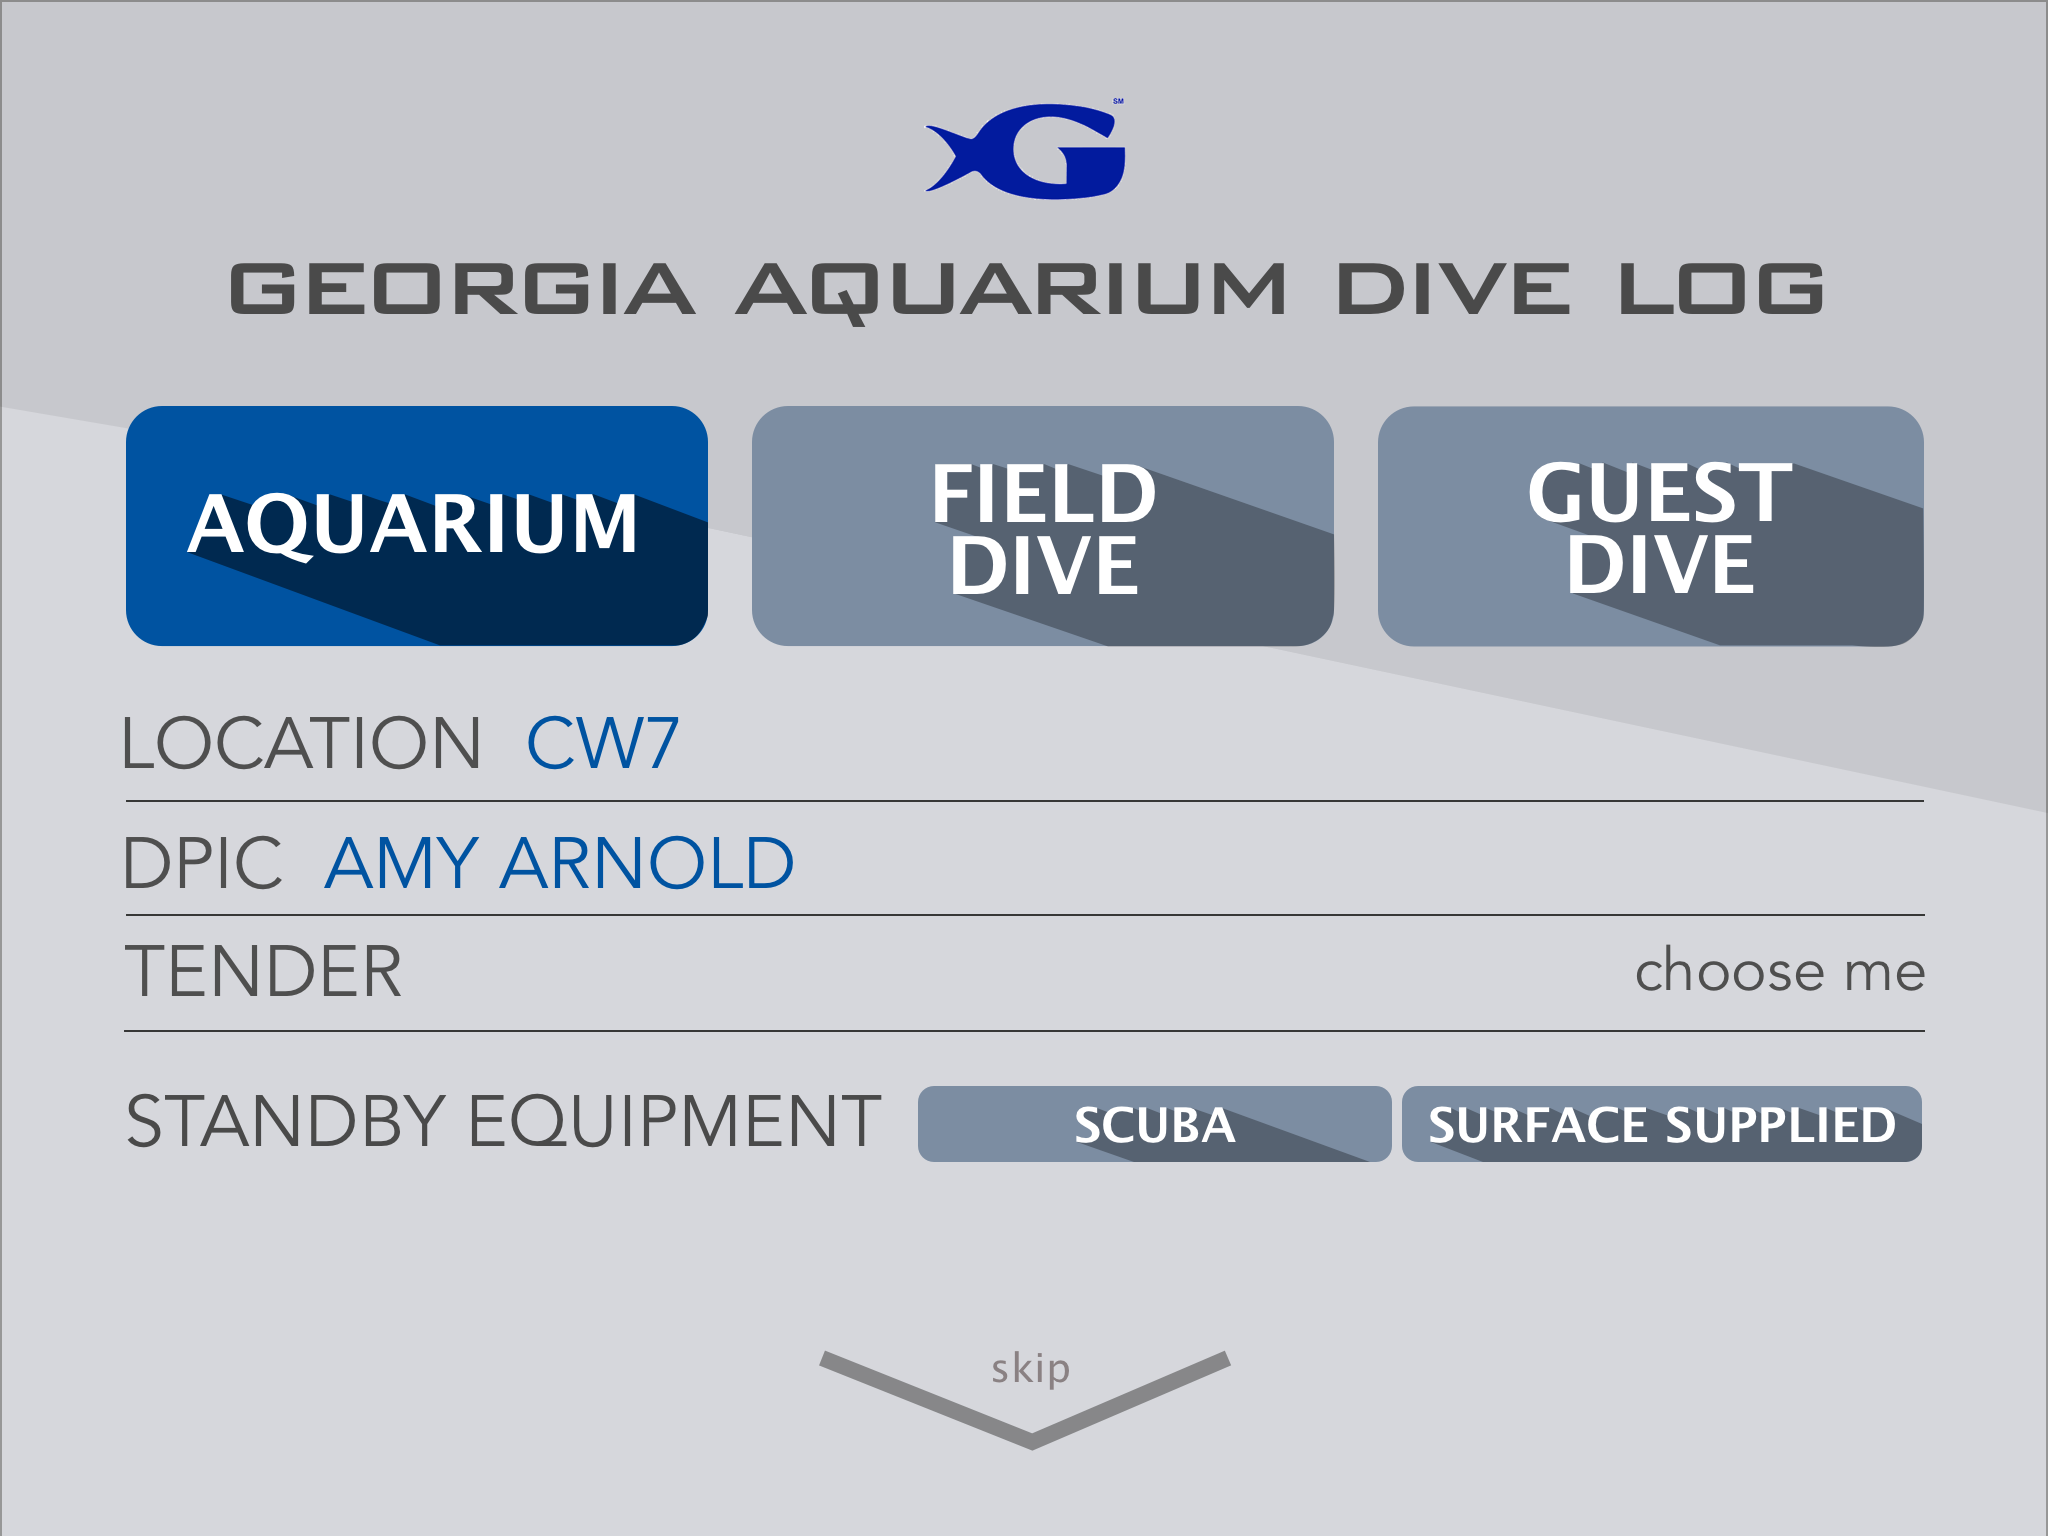 SM
GEORGIA AQUARIUM DIVE LOG
AQUARIUM
FIELD
DIVE
GUEST
DIVE
LOCATION CW7
DPIC AMY ARNOLD
TENDER choose me
STANDBY EQUIPMENT SCUBA SURFACE SUPPLIED
skip